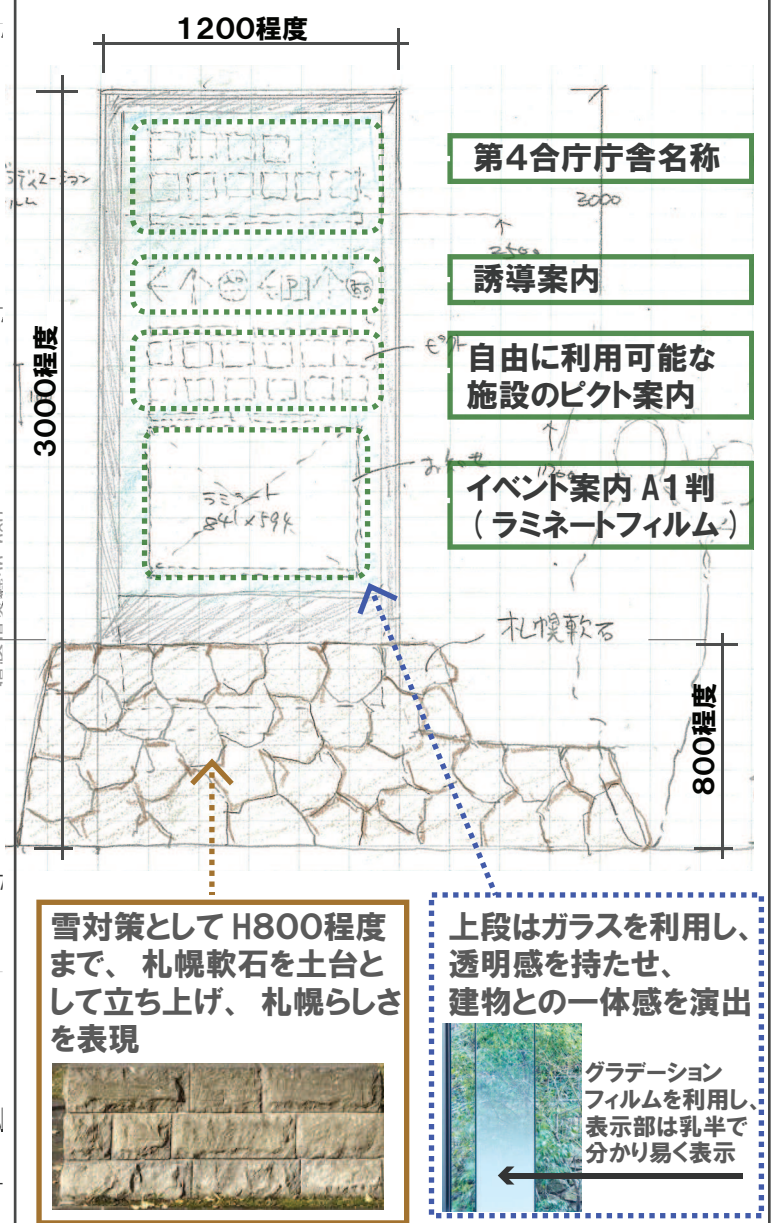 1200程度
第4合庁庁舎名称
3000
2500
誘導案内
3000程度
自由に利用可能な
施設のピクト案内
お知らせ
イベント案内 A1判
(ラミネートフィルム)
ラミネート
841×594
札幌軟石
800程度
雪対策として H800程度
まで、札幌軟石を土台と
して立ち上げ、札幌らしさ
を表現
上段はガラスを利用し、
透明感を持たせ、
建物との一体感を演出
グラデーション
フィルムを利用し、
表示部は乳半で
分かり易く表示